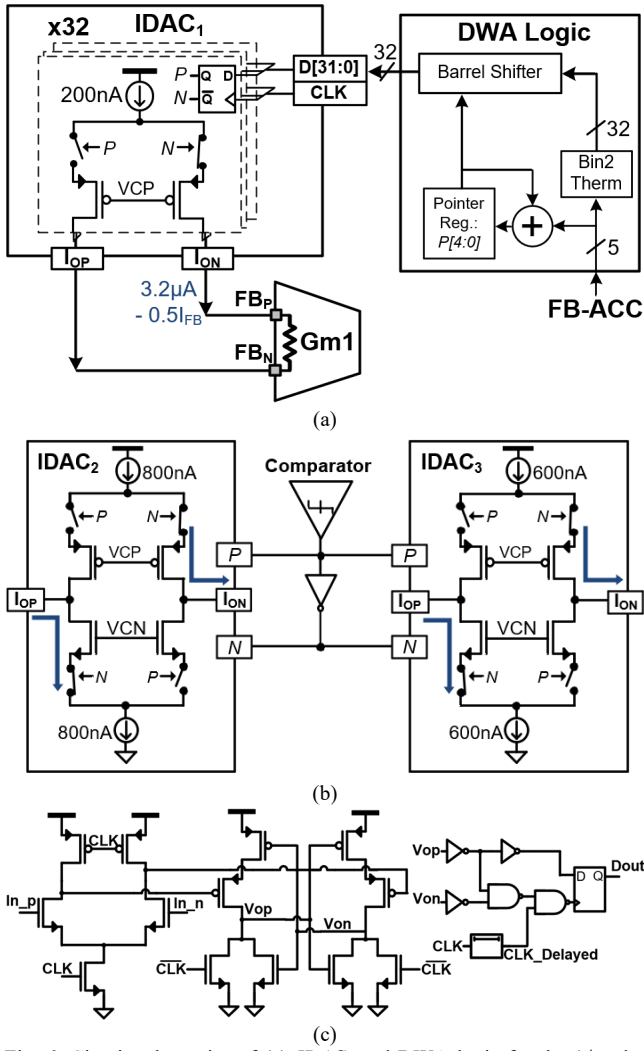 x32
IDAC1
200nA
P
N
Q D
Q̅
P
N
VCP
IOP
ION
D[31:0]
CLK
32
3.2µA
- 0.5IFB
FBP
FBN
Gm1
DWA Logic
Barrel Shifter
32
Bin2
Therm
Pointer
Reg.:
P[4:0]
+
5
FB-ACC
(a)
IDAC2
800nA
P
N
VCP
IOP
ION
VCN
N
P
800nA
Comparator
P
N
IDAC3
600nA
P
N
VCP
P
IOP
ION
VCN
N
N
P
600nA
(b)
CLK
In_p
In_n
CLK
Vop
Von
C̅L̅K̅
C̅L̅K̅
Vop
Von
CLK
CLK_Delayed
D Q
Dout
(c)